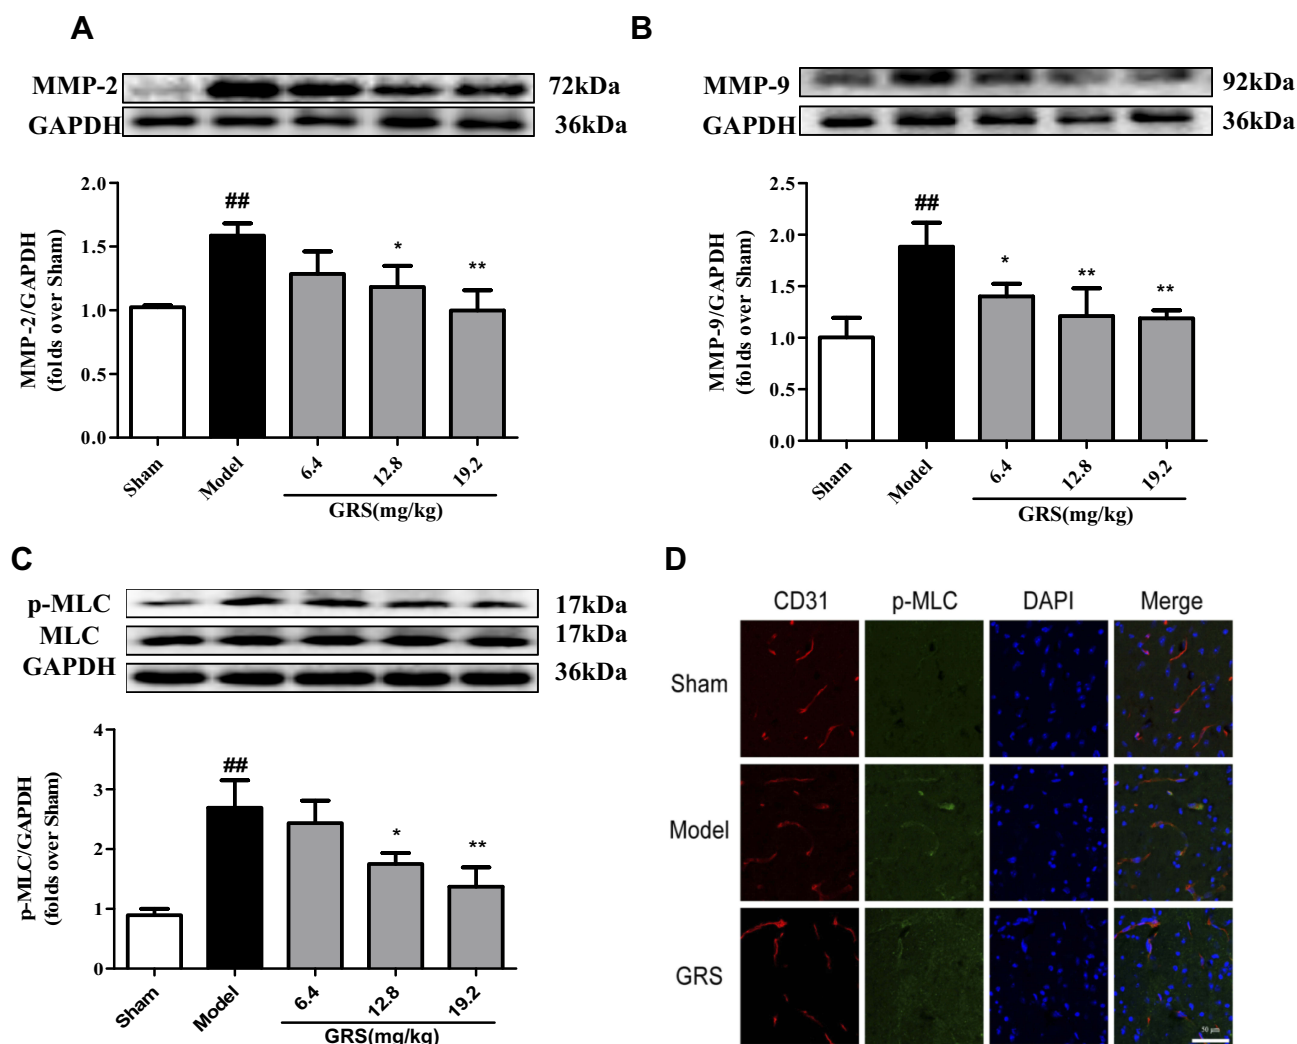 A
MMP-2 72kDa
GAPDH 36kDa
MMP-2/GAPDH
(folds over Sham)
2.0
1.5
1.0
0.5
0.0
##
*
**
Sham Model 6.4 12.8 19.2
GRS(mg/kg)
B
MMP-9 92kDa
GAPDH 36kDa
MMP-9/GAPDH
(folds over Sham)
2.5
2.0
1.5
1.0
0.5
0.0
##
*
**
**
Sham Model 6.4 12.8 19.2
GRS(mg/kg)
C
p-MLC 17kDa
MLC 17kDa
GAPDH 36kDa
p-MLC/GAPDH
(folds over Sham)
4
3
2
1
0
##
*
**
Sham Model 6.4 12.8 19.2
GRS(mg/kg)
D
CD31 p-MLC DAPI Merge
Sham
Model
GRS
50 μm